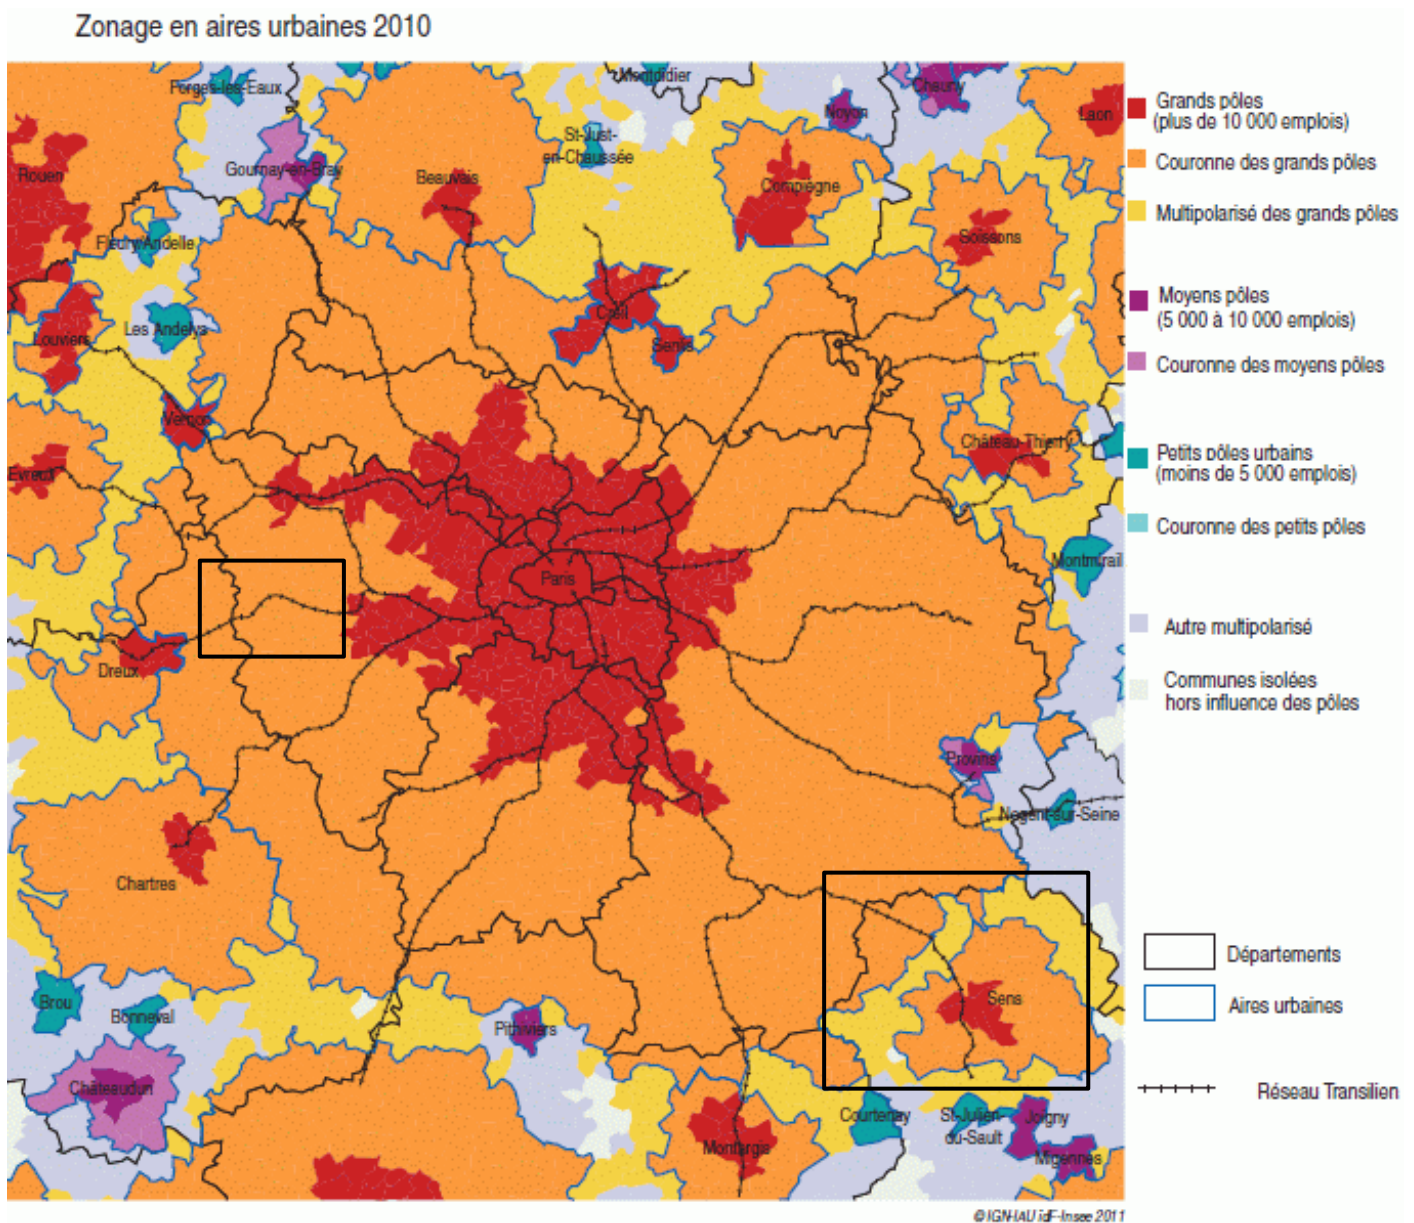 Zonage en aires urbaines 2010
Forges-les-Eaux
Montdidier
Chauny
Noyon
Laon
St-Just-
en-Chaussée
Rouen
Gournay-en-Bray
Beauvais
Compiègne
Fleury/Andelle
Soissons
Les Andelys
Louviers
Creil
Senlis
Vernon
Château-Thierry
Evreux
Montmirail
Paris
Dreux
Provins
Nogent-sur-Seine
Chartres
Sens
Brou
Bonneval
Pithiviers
Châteaudun
Courtenay
St-Julien-
du-Sault
Joigny
Montargis
Migennes
Grands pôles
(plus de 10 000 emplois)
Couronne des grands pôles
Multipolarisé des grands pôles
Moyens pôles
(5 000 à 10 000 emplois)
Couronne des moyens pôles
Petits pôles urbains
(moins de 5 000 emplois)
Couronne des petits pôles
Autre multipolarisé
Communes isolées
hors influence des pôles
Départements
Aires urbaines
Réseau Transilien
© IGN-IAU îdF-Insee 2011